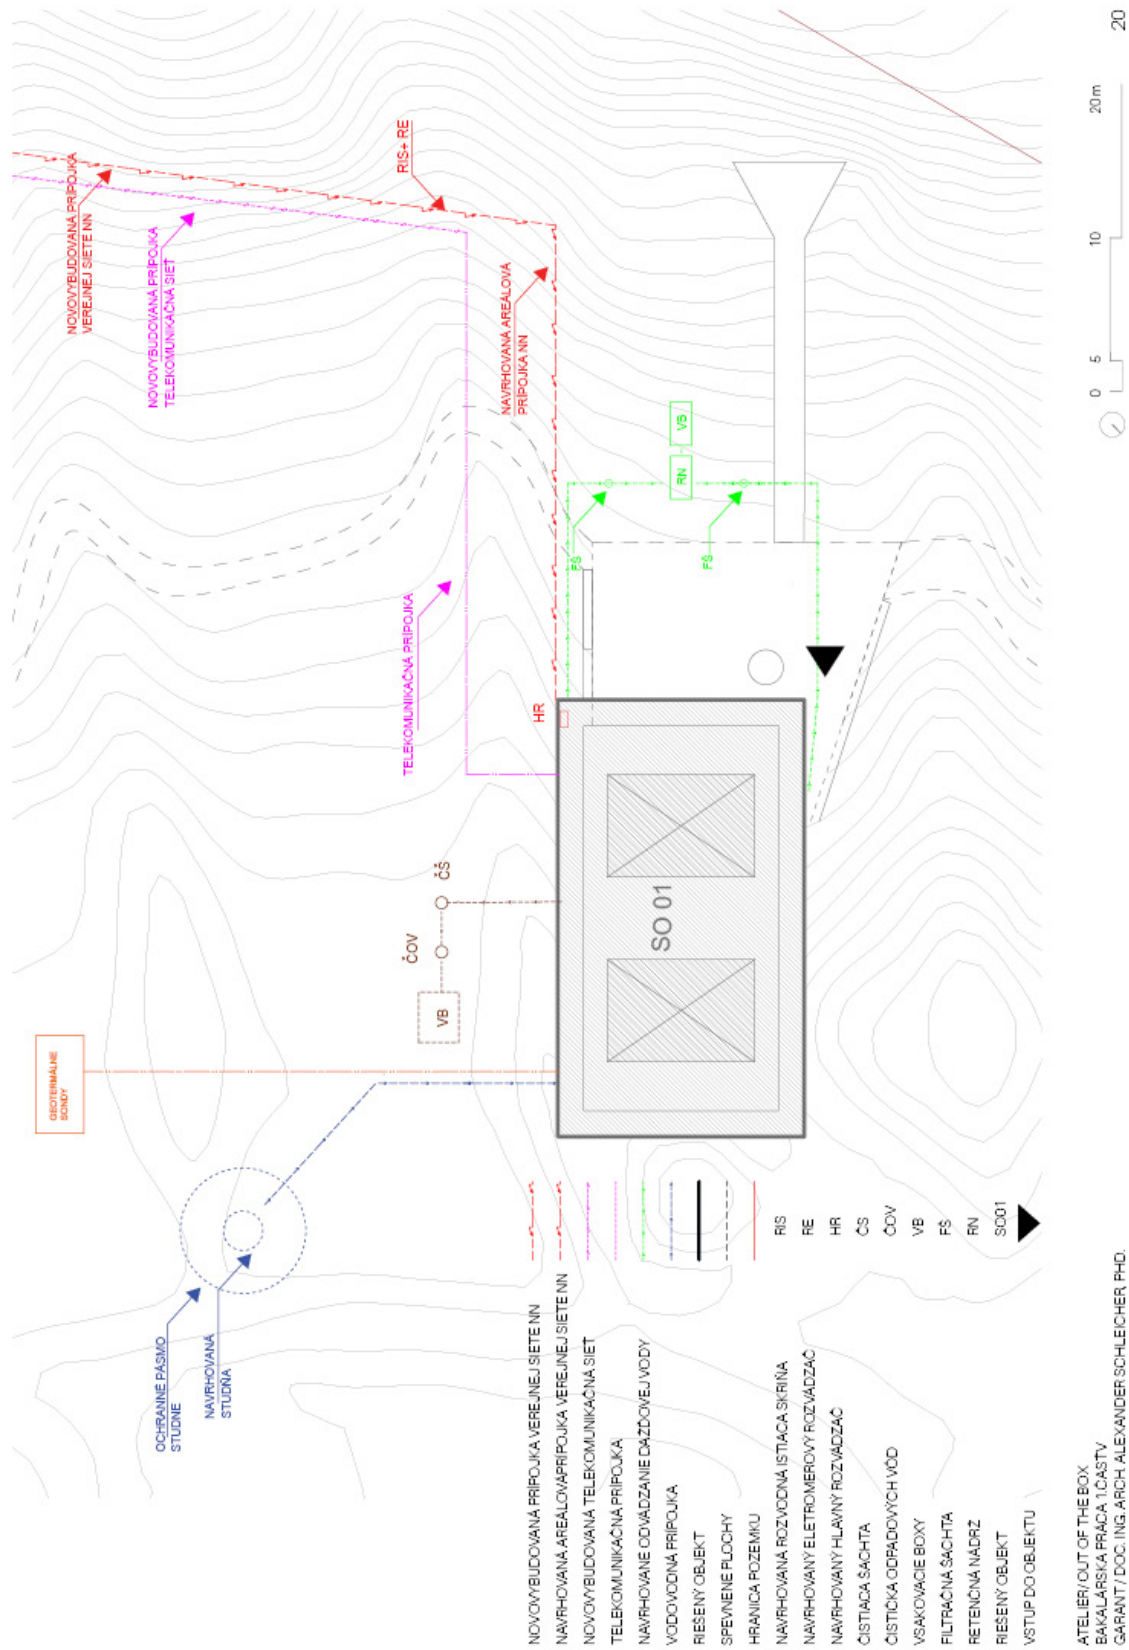 NOVOVYBUDOVANÁ PRÍPOJKA
VEREJNEJ SIETE NN
NOVOVYBUDOVANÁ PRÍPOJKA
TELEKOMUNIKAČNÁ SIEŤ
RIS+ RE
NAVRHOVANÁ AREÁLOVÁ
PRÍPOJKA NN
TELEKOMUNIKAČNÁ PRÍPOJKA
HR
FŠ
FŠ
RN
VB
SO 01
ČŠ
ČOV
VB
GEOTERMÁLNE
SONDY
OCHRANNÉ PÁSMO
STUDNE
NAVRHOVANÁ
STUDŇA
NOVOVYBUDOVANÁ PRÍPOJKA VEREJNEJ SIETE NN
NAVRHOVANÁ AREÁLOVÁPRÍPOJKA VEREJNEJ SIETE NN
NOVOVYBUDOVANÁ TELEKOMUNIKAČNÁ SIEŤ
TELEKOMUNIKAČNÁ PRÍPOJKA
NAVRHOVANÉ ODVÁDZANIE DAŽĎOVEJ VODY
VODOVODNÁ PRÍPOJKA
RIEŠENÝ OBJEKT
SPEVNENÉ PLOCHY
HRANICA POZEMKU
NAVRHOVANÁ ROZVODNÁ ISTIACA SKRIŇA RIS
NAVRHOVANÝ ELETROMEROVÝ ROZVÁDZAČ RE
NAVRHOVANÝ HLAVNÝ ROZVÁDZAČ HR
ČISTIACA ŠACHTA ČŠ
ČISTIČKA ODPADOVÝCH VÔD ČOV
VSAKOVACIE BOXY VB
FILTRAČNÁ ŠACHTA FŠ
RETENČNÁ NÁDRŽ RN
RIEŠENÝ OBJEKT SO01
VSTUP DO OBJEKTU
0 5 10 20m
ATELIÉR/ OUT OF THE BOX
BAKALÁRSKA PRÁCA 1.ČASTV
GARANT / DOC. ING. ARCH. ALEXANDER SCHLEICHER, PHD.
20